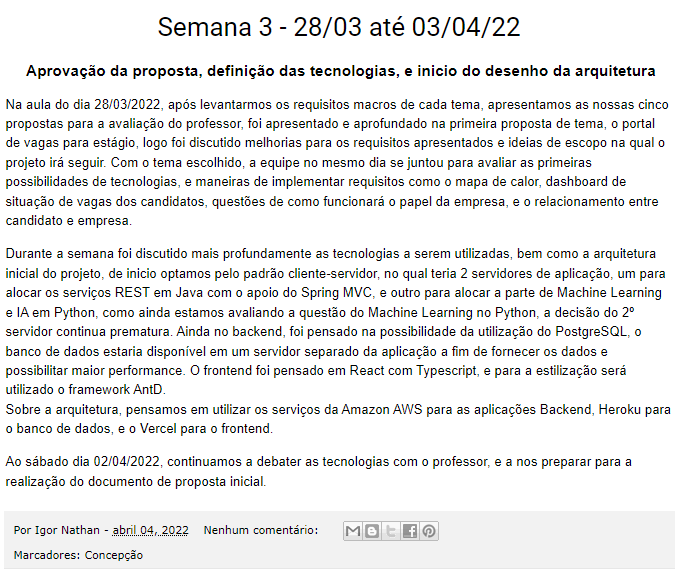 Semana 3 - 28/03 até 03/04/22
Aprovação da proposta, definição das tecnologias, e inicio do desenho da arquitetura
Na aula do dia 28/03/2022, após levantarmos os requisitos macros de cada tema, apresentamos as nossas cinco
propostas para a avaliação do professor, foi apresentado e aprofundado na primeira proposta de tema, o portal
de vagas para estágio, logo foi discutido melhorias para os requisitos apresentados e ideias de escopo na qual o
projeto irá seguir. Com o tema escolhido, a equipe no mesmo dia se juntou para avaliar as primeiras
possibilidades de tecnologias, e maneiras de implementar requisitos como o mapa de calor, dashboard de
situação de vagas dos candidatos, questões de como funcionará o papel da empresa, e o relacionamento entre
candidato e empresa.
Durante a semana foi discutido mais profundamente as tecnologias a serem utilizadas, bem como a arquitetura
inicial do projeto, de inicio optamos pelo padrão cliente-servidor, no qual teria 2 servidores de aplicação, um para
alocar os serviços REST em Java com o apoio do Spring MVC, e outro para alocar a parte de Machine Learning
e IA em Python, como ainda estamos avaliando a questão do Machine Learning no Python, a decisão do 2º
servidor continua prematura. Ainda no backend, foi pensado na possibilidade da utilização do PostgreSQL, o
banco de dados estaria disponível em um servidor separado da aplicação a fim de fornecer os dados e
possibilitar maior performance. O frontend foi pensado em React com Typescript, e para a estilização será
utilizado o framework AntD.
Sobre a arquitetura, pensamos em utilizar os serviços da Amazon AWS para as aplicações Backend, Heroku para
o banco de dados, e o Vercel para o frontend.
Ao sábado dia 02/04/2022, continuamos a debater as tecnologias com o professor, e a nos preparar para a
realização do documento de proposta inicial.
Por Igor Nathan - abril 04, 2022 Nenhum comentário:
Marcadores: Concepção